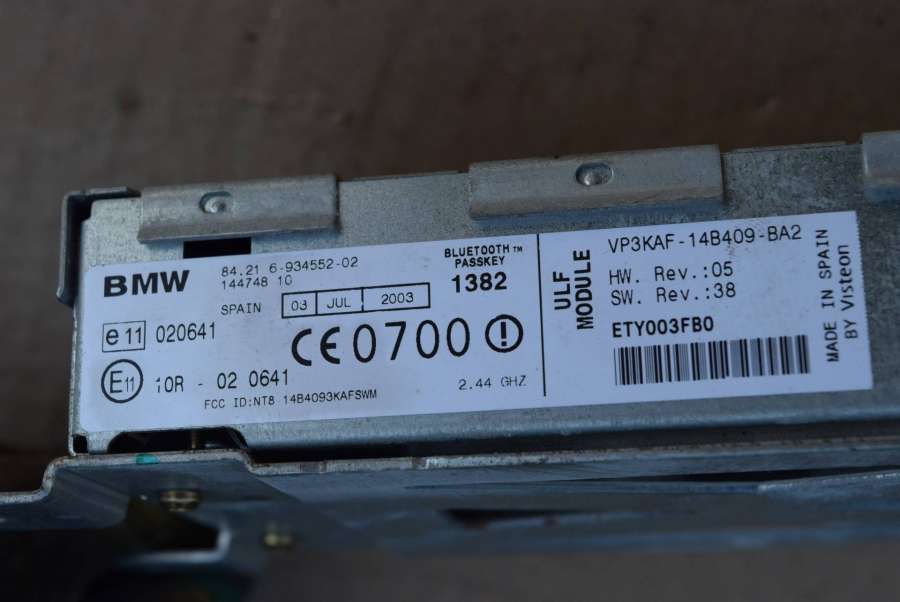 BMW
84.21 6-934552-02
144748 10
SPAIN 03 JUL 2003
BLUETOOTH™
PASSKEY
1382
e11 020641
CE0700
E11 10R - 02 0641
FCC ID:NT8 14B4093KAFSWM
2.44 GHZ
ULF
MODULE
VP3KAF-14B409-BA2
HW. Rev.:05
SW. Rev.:38
ETY003FB0
MADE IN SPAIN
BY Visteon